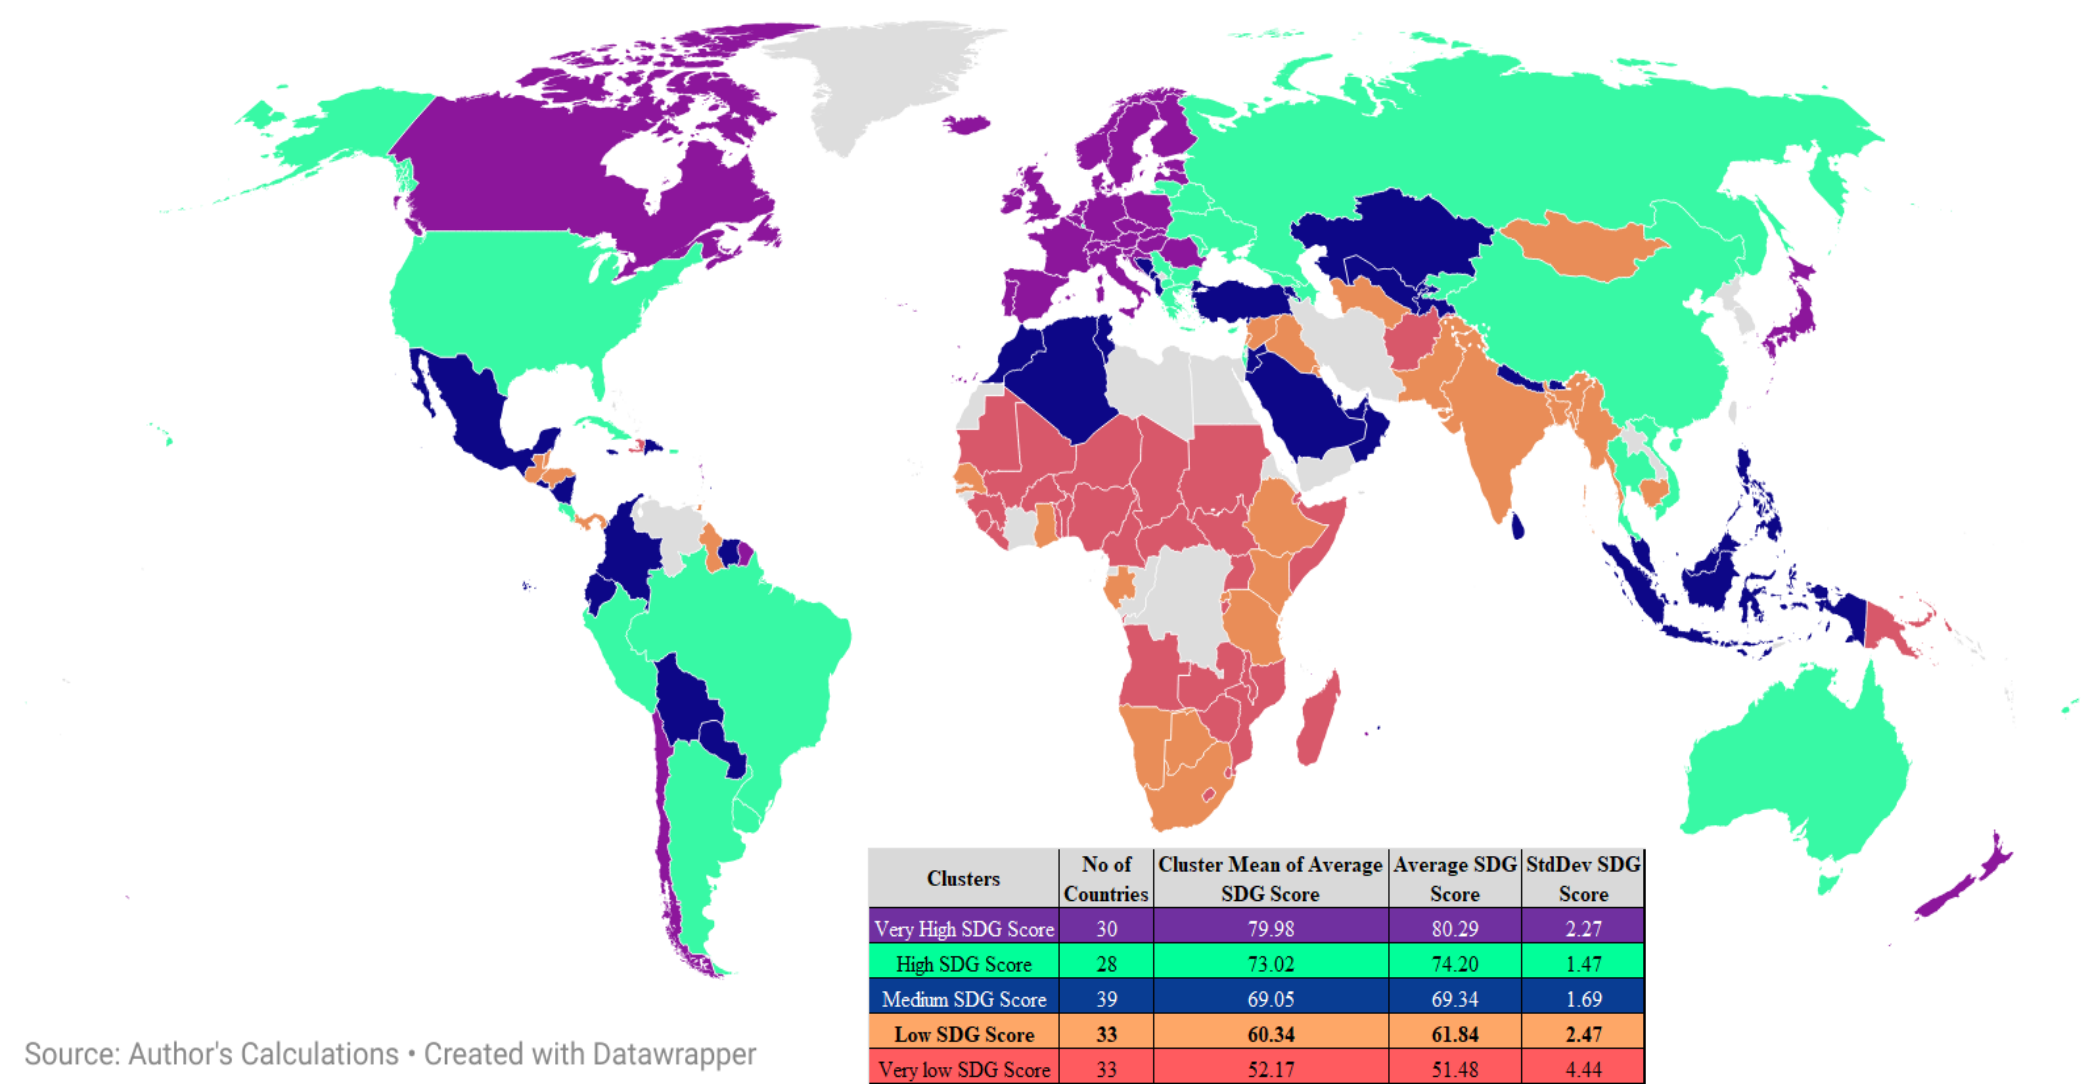 Clusters No of Countries Cluster Mean of Average SDG Score Average SDG Score StdDev SDG Score
Very High SDG Score 30 79.98 80.29 2.27
High SDG Score 28 73.02 74.20 1.47
Medium SDG Score 39 69.05 69.34 1.69
Low SDG Score 33 60.34 61.84 2.47
Very low SDG Score 33 52.17 51.48 4.44
Source: Author's Calculations • Created with Datawrapper